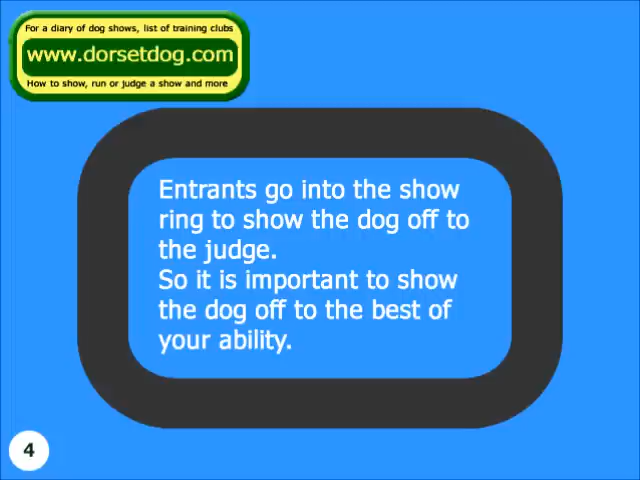 For a diary of dog shows, list of training clubs
www.dorsetdog.com
How to show, run or judge a show and more
Entrants go into the show
ring to show the dog off to
the judge.
So it is important to show
the dog off to the best of
your ability.
4